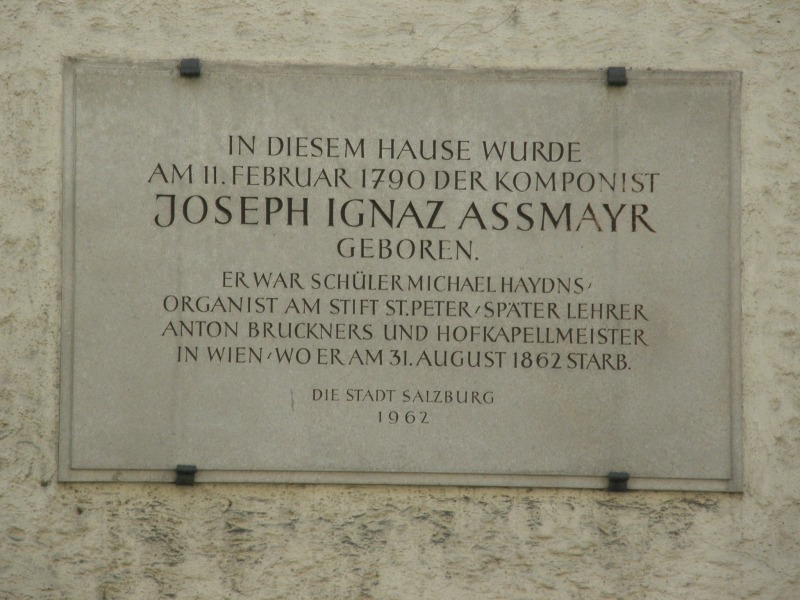 IN DIESEM HAUSE WURDE
AM 11. FEBRUAR 1790 DER KOMPONIST
JOSEPH IGNAZ ASSMAYR
GEBOREN.
ER WAR SCHÜLER MICHAEL HAYDNS,
ORGANIST AM STIFT ST. PETER, SPÄTER LEHRER
ANTON BRUCKNERS UND HOFKAPELLMEISTER
IN WIEN, WO ER AM 31. AUGUST 1862 STARB.
DIE STADT SALZBURG
1962